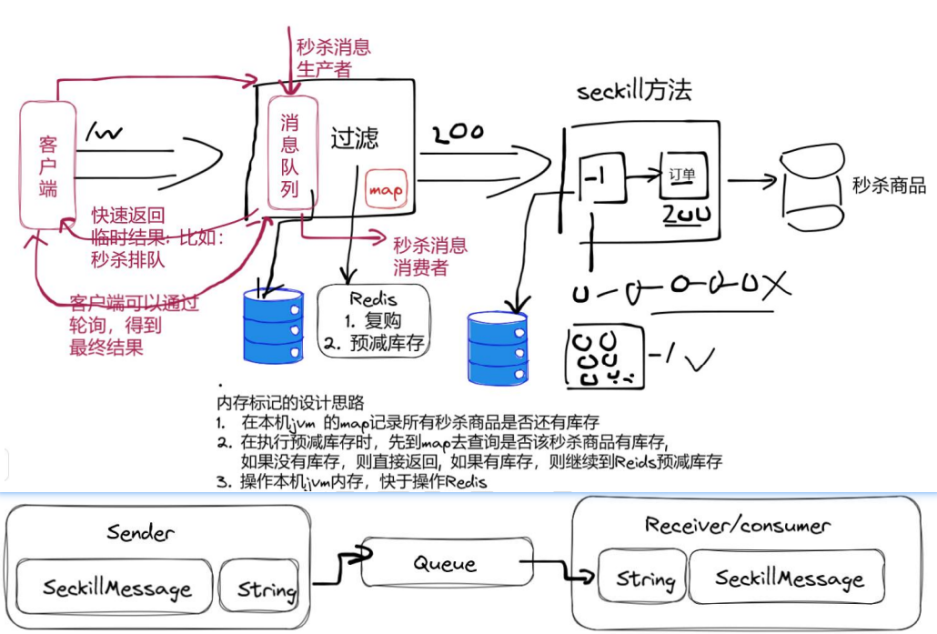 秒杀消息
生产者
seckill方法
客户端
1w
消息队列
过滤
map
200
-1
订单
200
秒杀商品
快速返回
临时结果: 比如:
秒杀排队
秒杀消息
消费者
客户端可以通过
轮询, 得到
最终结果
Redis
1. 复购
2. 预减库存
-1
内存标记的设计思路
1. 在本机jvm 的map记录所有秒杀商品是否还有库存
2. 在执行预减库存时, 先到map去查询是否该秒杀商品有库存,
如果没有库存, 则直接返回, 如果有库存, 则继续到Reids预减库存
3. 操作本机jvm内存, 快于操作Redis
Sender
SeckillMessage
String
Queue
Receiver/consumer
String
SeckillMessage